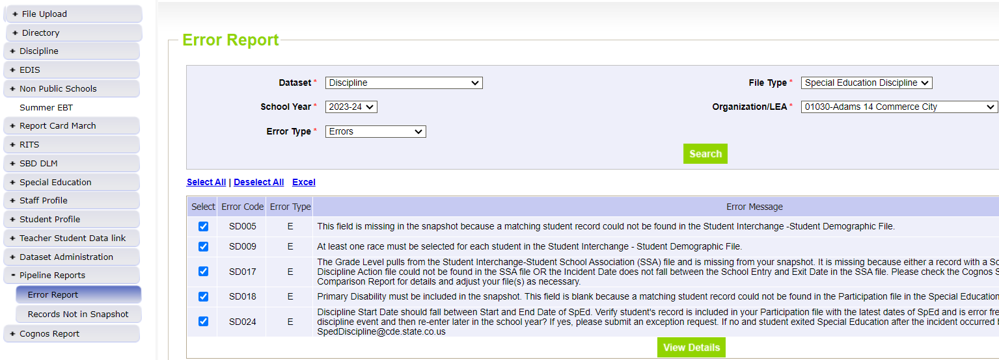 + File Upload
+ Directory
+ Discipline
+ EDIS
+ Non Public Schools
Summer EBT
+ Report Card March
+ RITS
+ SBD DLM
+ Special Education
+ Staff Profile
+ Student Profile
+ Teacher Student Data link
+ Dataset Administration
- Pipeline Reports
Error Report
Records Not in Snapshot
+ Cognos Report
Error Report
Dataset * Discipline File Type * Special Education Discipline
School Year * 2023-24 Organization/LEA * 01030-Adams 14 Commerce City
Error Type * Errors
Search
Select All | Deselect All Excel
Select Error Code Error Type Error Message
SD005 E This field is missing in the snapshot because a matching student record could not be found in the Student Interchange -Student Demographic File.
SD009 E At least one race must be selected for each student in the Student Interchange - Student Demographic File.
SD017 E The Grade Level pulls from the Student Interchange-Student School Association (SSA) file and is missing from your snapshot. It is missing because either a record with a
Discipline Action file could not be found in the SSA file OR the Incident Date does not fall between the School Entry and Exit Date in the SSA file. Please check the Cognos
Comparison Report for details and adjust your file(s) as necessary.
SD018 E Primary Disability must be included in the snapshot. This field is blank because a matching student record could not be found in the Participation file in the Special Education
SD024 E Discipline Start Date should fall between Start and End Date of SpEd. Verify student's record is included in your Participation file with the latest dates of SpEd and is error
discipline event and then re-enter later in the school year? If yes, please submit an exception request. If no and student exited Special Education after the incident occurred
SpedDiscipline@cde.state.co.us
View Details